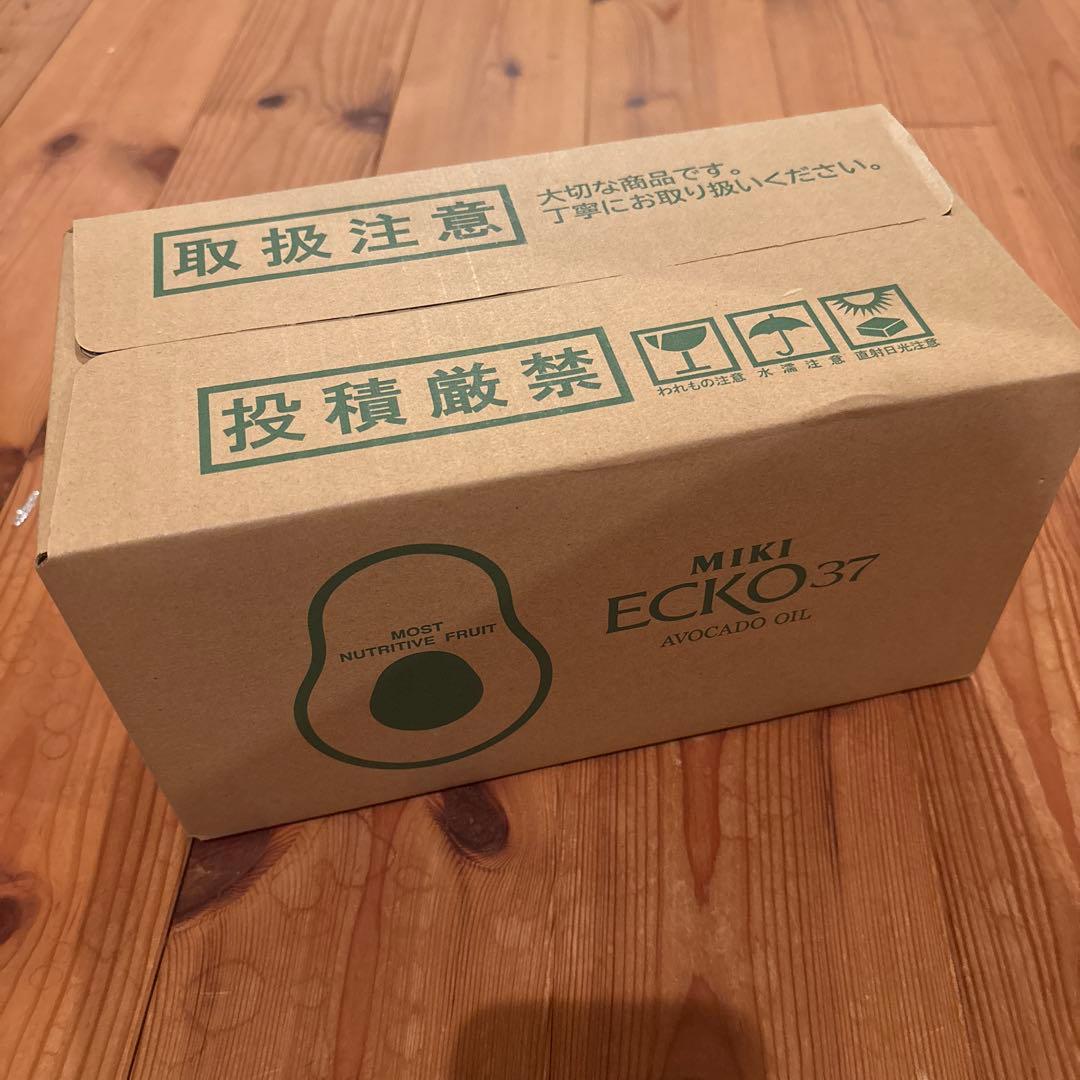 取扱注意
大切な商品です。
丁寧にお取り扱いください。
投積厳禁
われもの注意
水濡注意
直射日光注意
MOST
NUTRITIVE FRUIT
MIKI
ECKO37
AVOCADO OIL